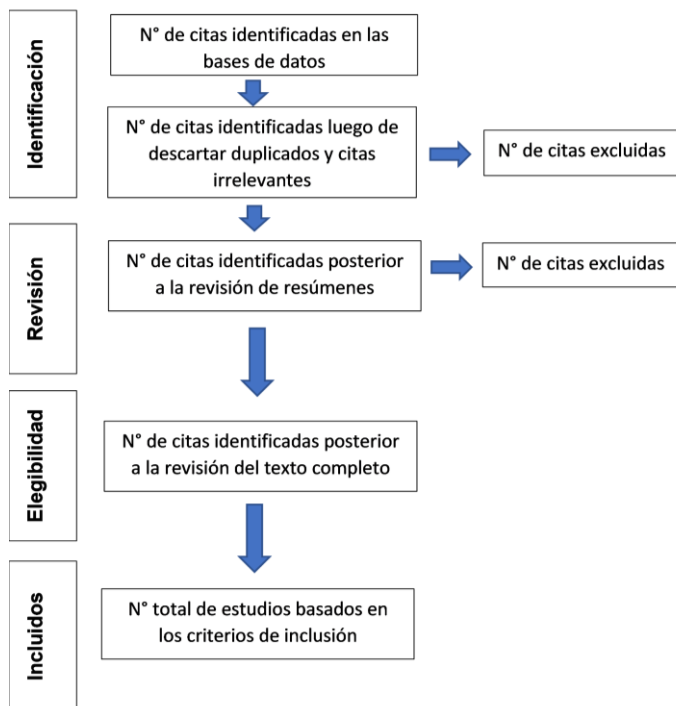 Identificación
N° de citas identificadas en las
bases de datos
N° de citas identificadas luego de
descartar duplicados y citas
irrelevantes
N° de citas excluidas
Revisión
N° de citas identificadas posterior
a la revisión de resúmenes
N° de citas excluidas
Elegibilidad
N° de citas identificadas posterior
a la revisión del texto completo
Incluidos
N° total de estudios basados en
los criterios de inclusión